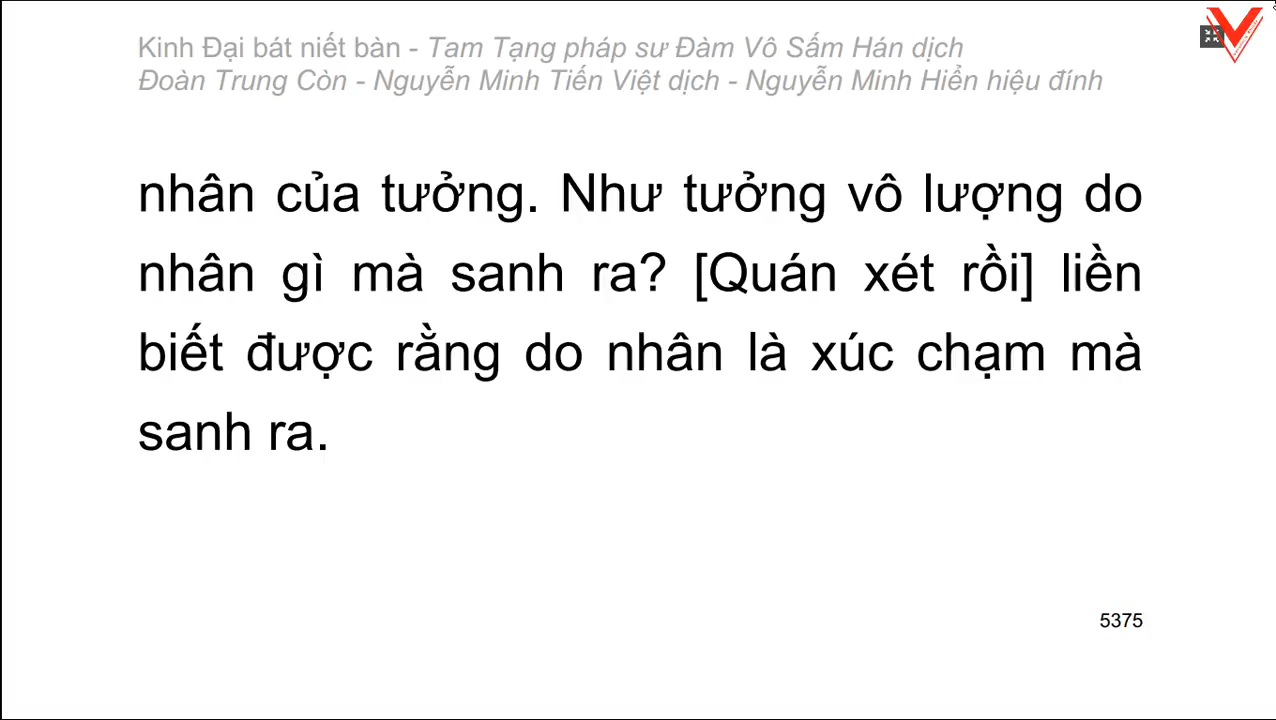 Kinh Đại bát niết bàn - Tam Tạng pháp sư Đàm Vô Sấm Hán dịch
Đoàn Trung Còn - Nguyễn Minh Tiến Việt dịch - Nguyễn Minh Hiển hiệu đính
nhân của tưởng. Như tưởng vô lượng do
nhân gì mà sanh ra? [Quán xét rồi] liền
biết được rằng do nhân là xúc chạm mà
sanh ra.
5375